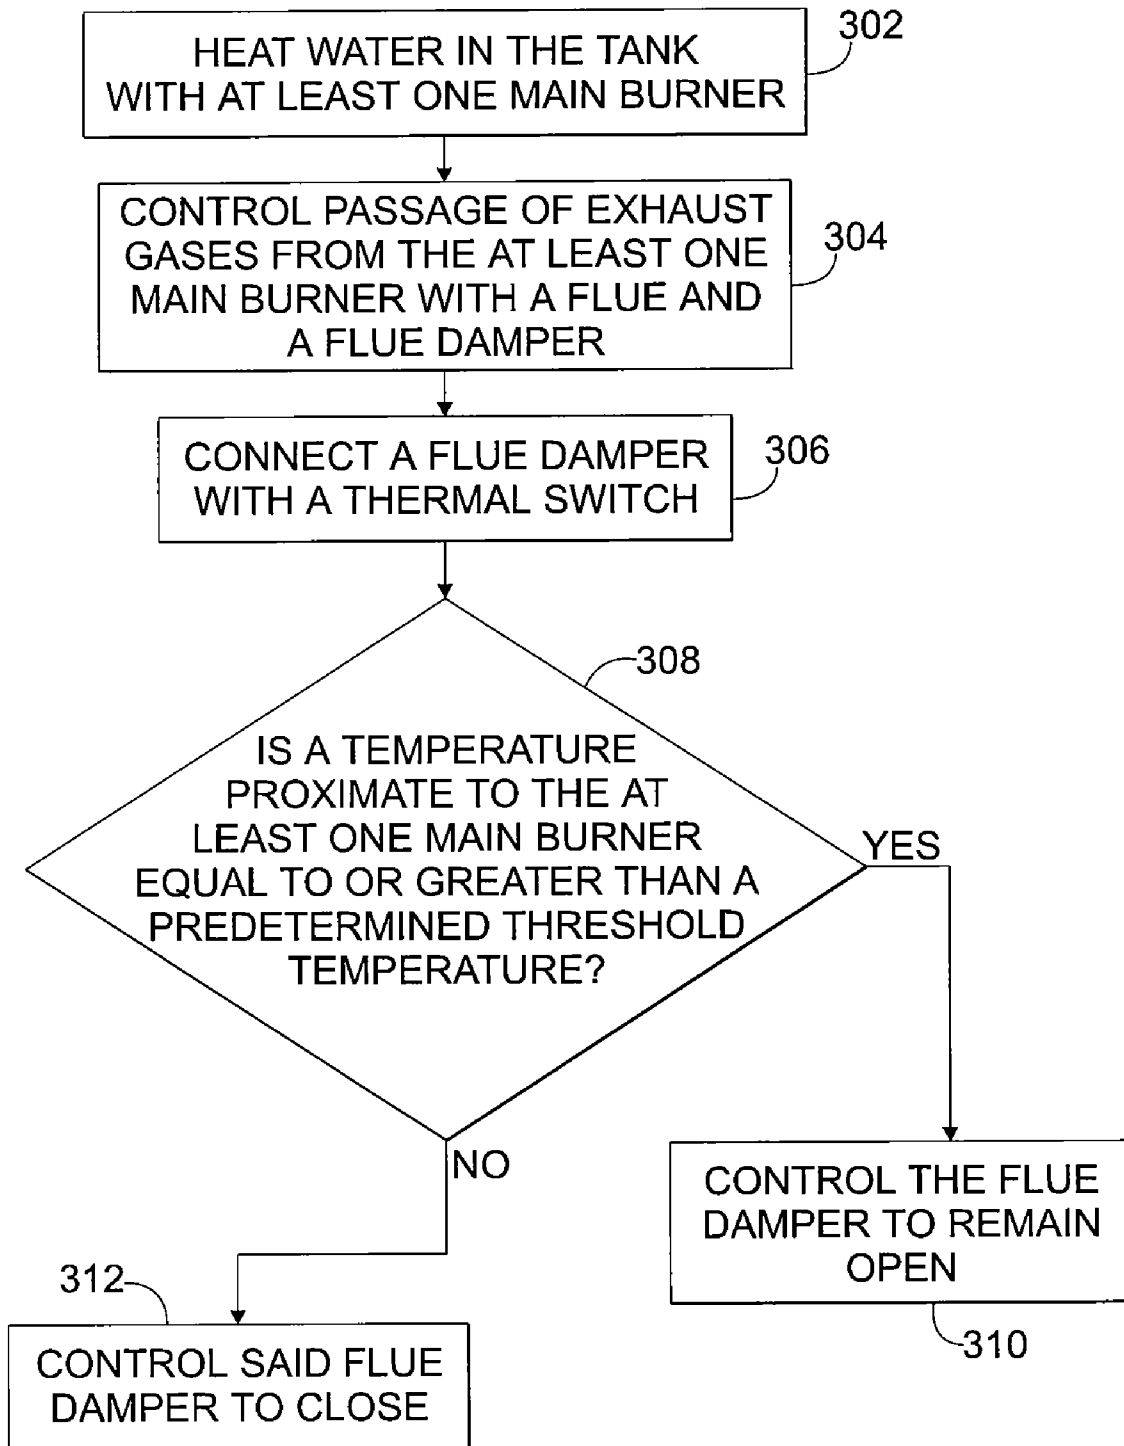 302
HEAT WATER IN THE TANK
WITH AT LEAST ONE MAIN BURNER
304
CONTROL PASSAGE OF EXHAUST
GASES FROM THE AT LEAST ONE
MAIN BURNER WITH A FLUE AND
A FLUE DAMPER
306
CONNECT A FLUE DAMPER
WITH A THERMAL SWITCH
308
IS A TEMPERATURE
PROXIMATE TO THE AT
LEAST ONE MAIN BURNER
EQUAL TO OR GREATER THAN A
PREDETERMINED THRESHOLD
TEMPERATURE?
YES
NO
CONTROL THE FLUE
DAMPER TO REMAIN
OPEN
310
312
CONTROL SAID FLUE
DAMPER TO CLOSE